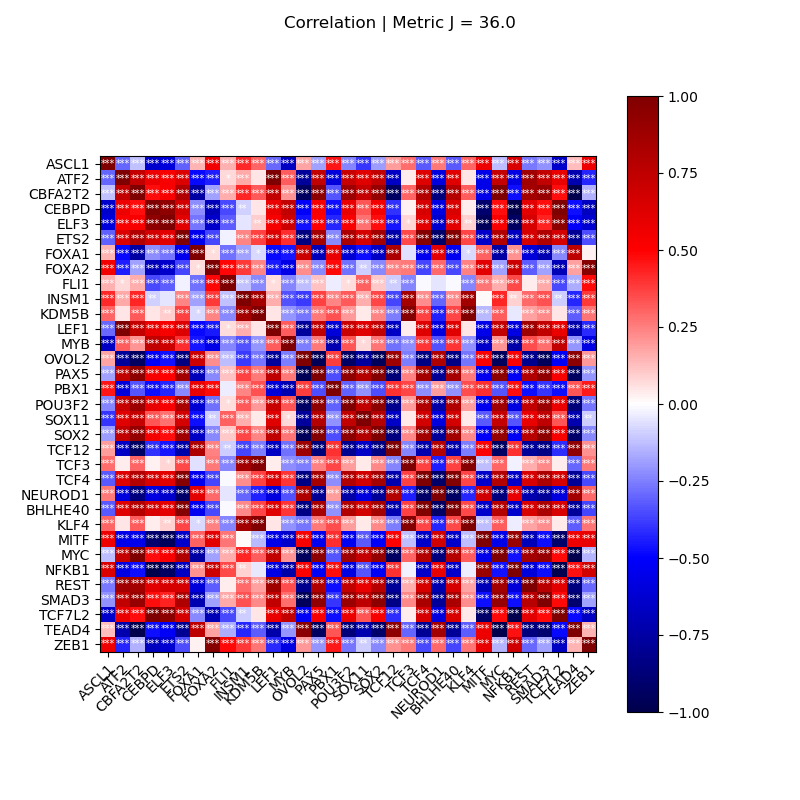 Correlation | Metric J = 36.0
ASCL1
ATF2
CBFA2T2
CEBPD
ELF3
ETS2
FOXA1
FOXA2
FLI1
INSM1
KDM5B
LEF1
MYB
OVOL2
PAX5
PBX1
POU3F2
SOX11
SOX2
TCF12
TCF3
TCF4
NEUROD1
BHLHE40
KLF4
MITF
MYC
NFKB1
REST
SMAD3
TCF7L2
TEAD4
ZEB1
ASCL1
ATF2
CBFA2T2
CEBPD
ELF3
ETS2
FOXA1
FOXA2
FLI1
INSM1
KDM5B
LEF1
MYB
OVOL2
PAX5
PBX1
POU3F2
SOX11
SOX2
TCF12
TCF3
TCF4
NEUROD1
BHLHE40
KLF4
MITF
MYC
NFKB1
REST
SMAD3
TCF7L2
TEAD4
ZEB1
1.00
0.75
0.50
0.25
0.00
−0.25
−0.50
−0.75
−1.00